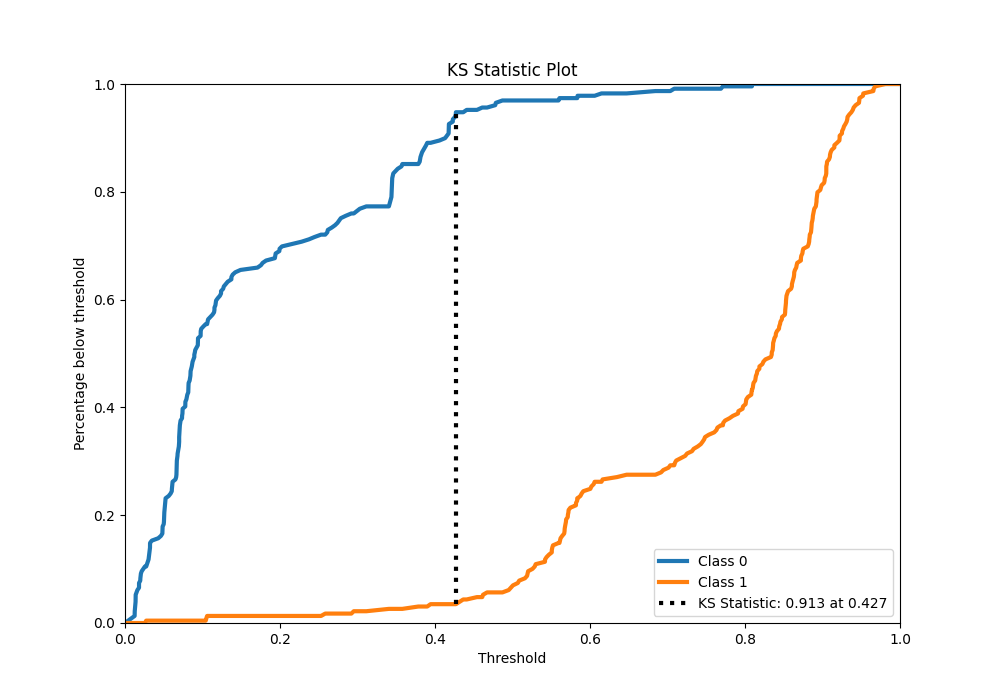 KS Statistic Plot
1.0
0.8
0.6
0.4
0.2
0.0
Percentage below threshold
0.0 0.2 0.4 0.6 0.8 1.0
Threshold
Class 0
Class 1
KS Statistic: 0.913 at 0.427